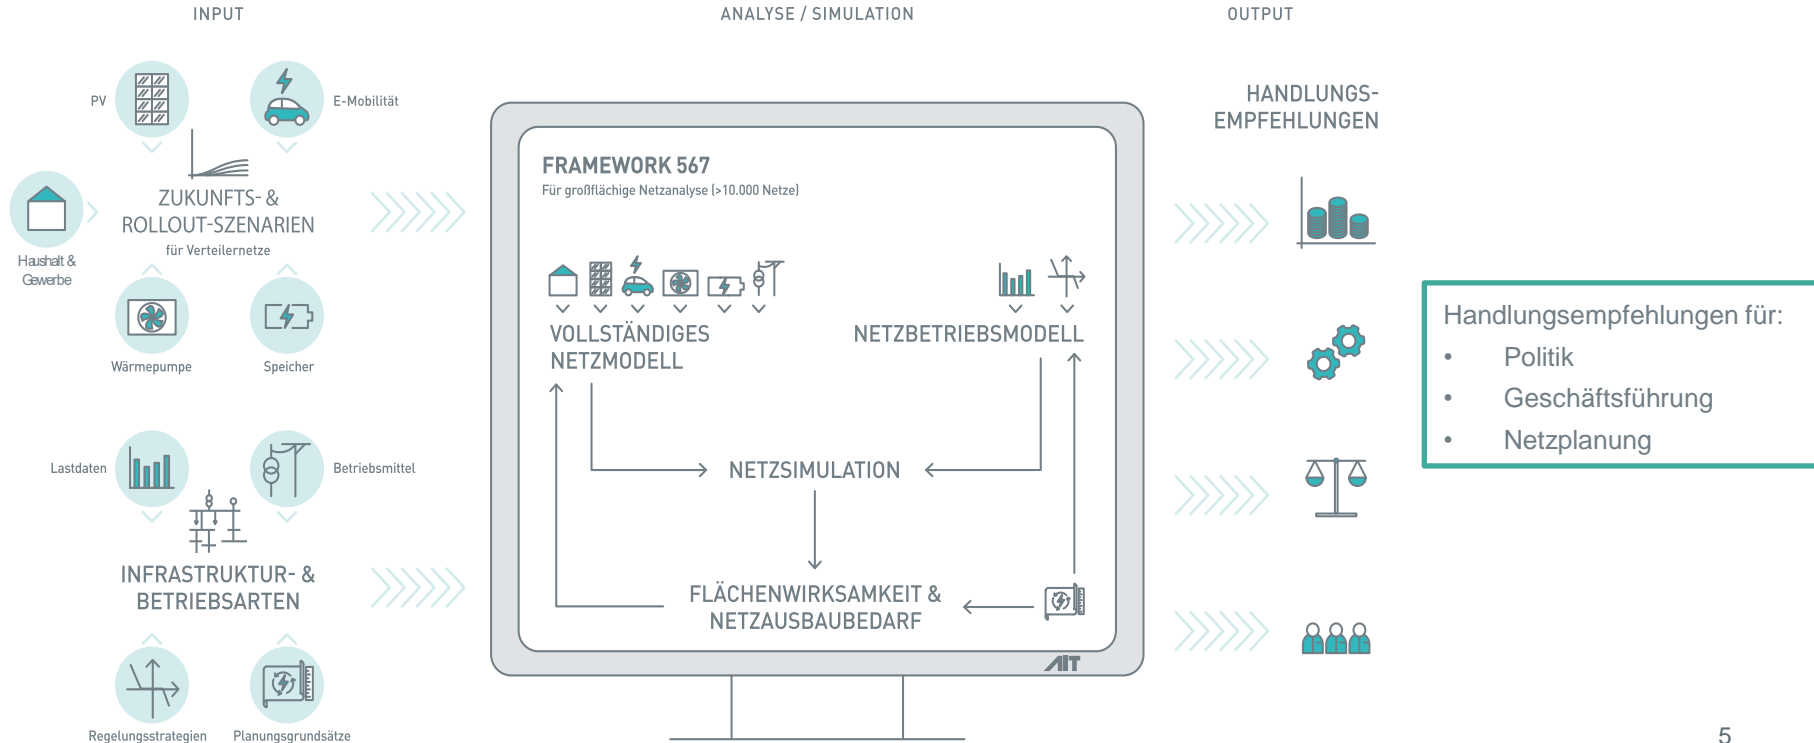 INPUT
ANALYSE / SIMULATION
OUTPUT
PV
E-Mobilität
Haushalt &
Gewerbe
ZUKUNFTS- &
ROLLOUT-SZENARIEN
für Verteilernetze
Wärmepumpe
Speicher
Lastdaten
Betriebsmittel
INFRASTRUKTUR- &
BETRIEBSARTEN
Regelungsstrategien
Planungsgrundsätze
FRAMEWORK 567
Für großflächige Netzanalyse (>10.000 Netze)
VOLLSTÄNDIGES
NETZMODELL
NETZBETRIEBSMODELL
NETZSIMULATION
FLÄCHENWIRKSAMKEIT &
NETZAUSBAUBEDARF
AIT
HANDLUNGS-
EMPFEHLUNGEN
Handlungsempfehlungen für:
• Politik
• Geschäftsführung
• Netzplanung
5